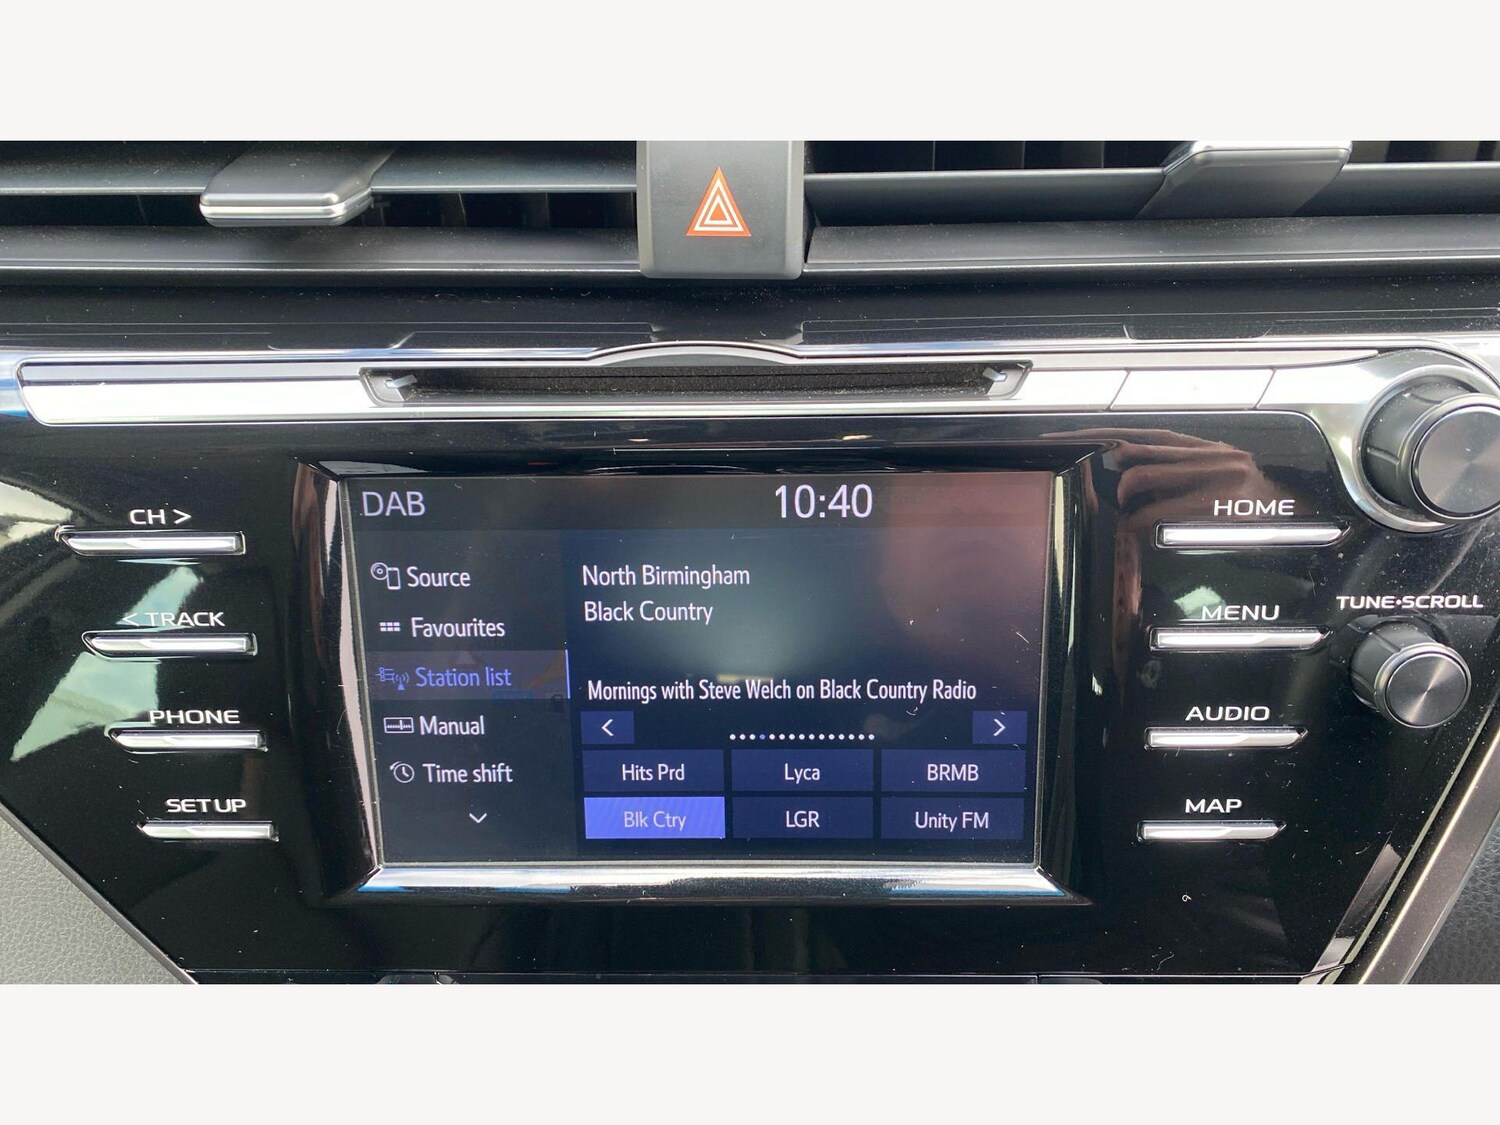 DAB
10:40
Source
Favourites
Station list
Manual
Time shift
North Birmingham
Black Country
Mornings with Steve Welch on Black Country Radio
< >
Hits Prd Lyca BRMB
Blk Ctry LGR Unity FM
CH >
< TRACK
PHONE
SETUP
HOME
MENU
AUDIO
MAP
TUNE•SCROLL